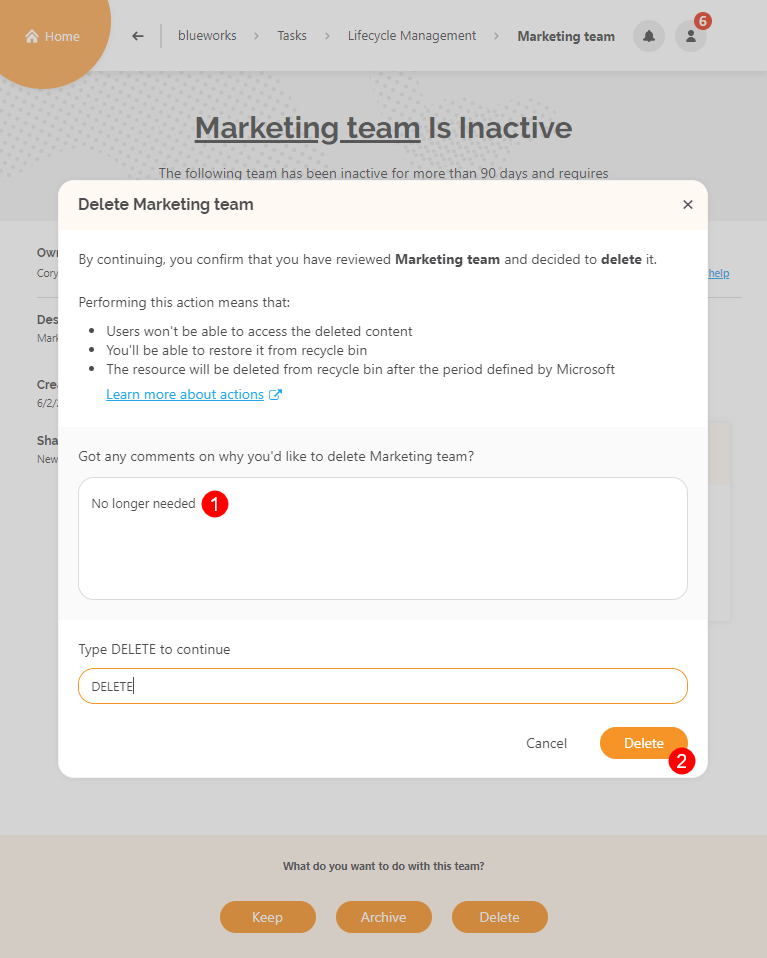 Home
blueworks > Tasks > Lifecycle Management > Marketing team
6
Marketing team Is Inactive
The following team has been inactive for more than 90 days and requires
Delete Marketing team
By continuing, you confirm that you have reviewed Marketing team and decided to delete it.
Performing this action means that:
• Users won't be able to access the deleted content
• You'll be able to restore it from recycle bin
• The resource will be deleted from recycle bin after the period defined by Microsoft
Learn more about actions
help
Cory
6/2/
New
Got any comments on why you'd like to delete Marketing team?
No longer needed 1
Type DELETE to continue
DELETE
Cancel
Delete
2
What do you want to do with this team?
Keep
Archive
Delete